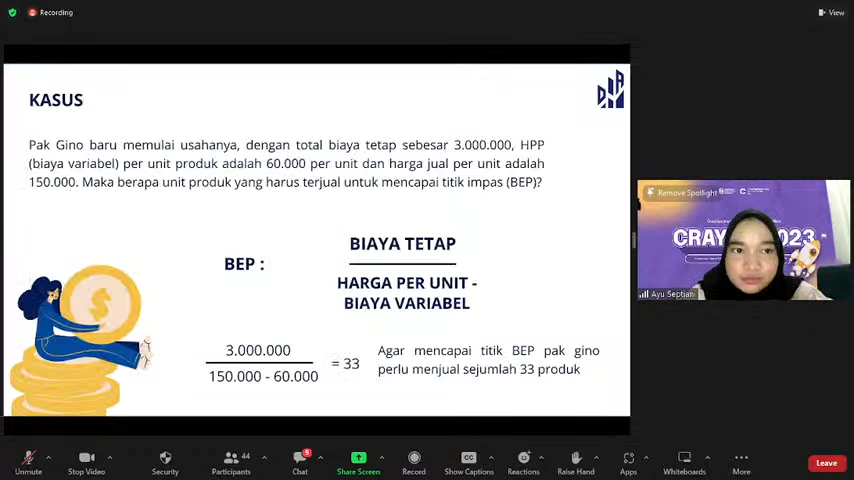 Recording
View
KASUS
Pak Gino baru memulai usahanya, dengan total biaya tetap sebesar 3.000.000, HPP
(biaya variabel) per unit produk adalah 60.000 per unit dan harga jual per unit adalah
150.000. Maka berapa unit produk yang harus terjual untuk mencapai titik impas (BEP)?
BEP :
BIAYA TETAP
HARGA PER UNIT -
BIAYA VARIABEL
3.000.000
150.000 - 60.000
= 33
Agar mencapai titik BEP pak gino
perlu menjual sejumlah 33 produk
Remove Spotlight
CRAY
2023
Ayu Septiani
Unmute
Stop Video
Security
44
Participants
9
Chat
Share Screen
Record
CC
Show Captions
Reactions
Raise Hand
Apps
Whiteboards
More
Leave